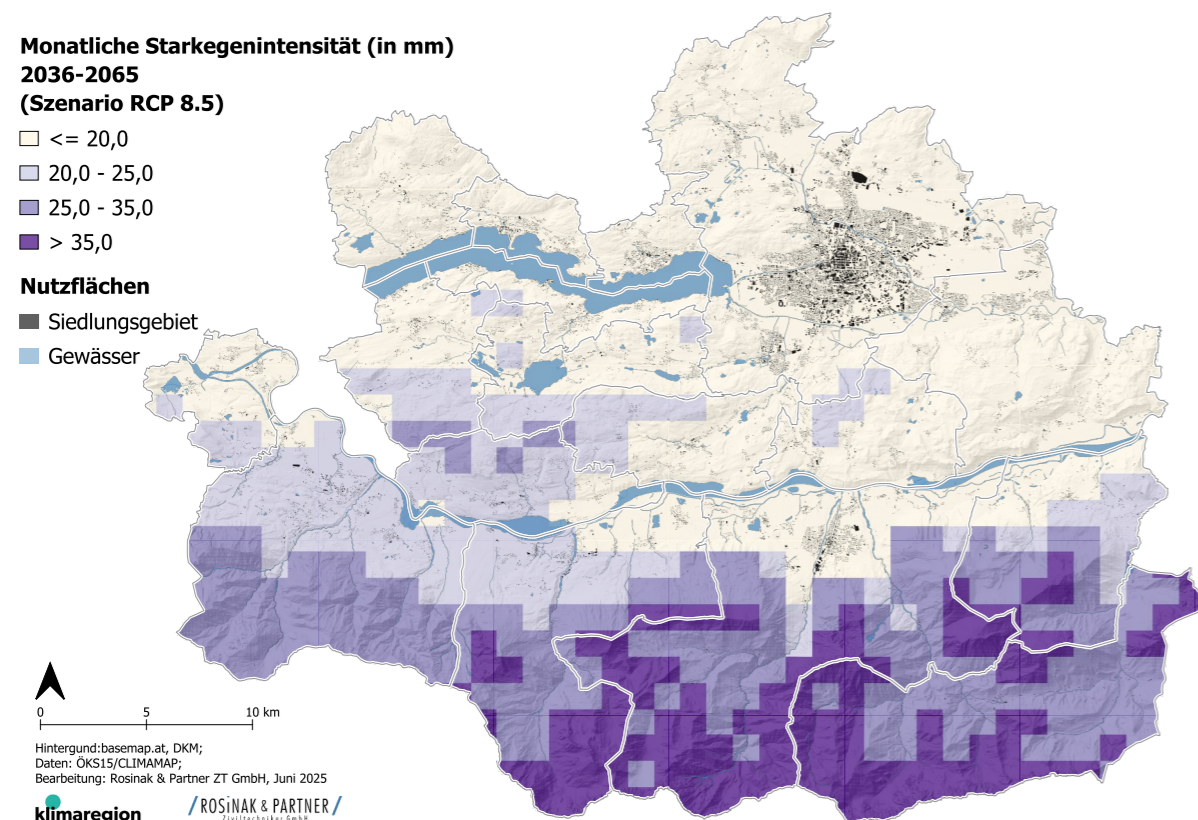 Monatliche Starkegenintensität (in mm)
2036-2065
(Szenario RCP 8.5)
<= 20,0
20,0 - 25,0
25,0 - 35,0
> 35,0
Nutzflächen
Siedlungsgebiet
Gewässer
0 5 10 km
Hintergund:basemap.at, DKM;
Daten: ÖKS15/CLIMAMAP;
Bearbeitung: Rosinak & Partner ZT GmbH, Juni 2025
klimaregion
/ROSiNAK & PARTNER/
Ziviltechniker GmbH